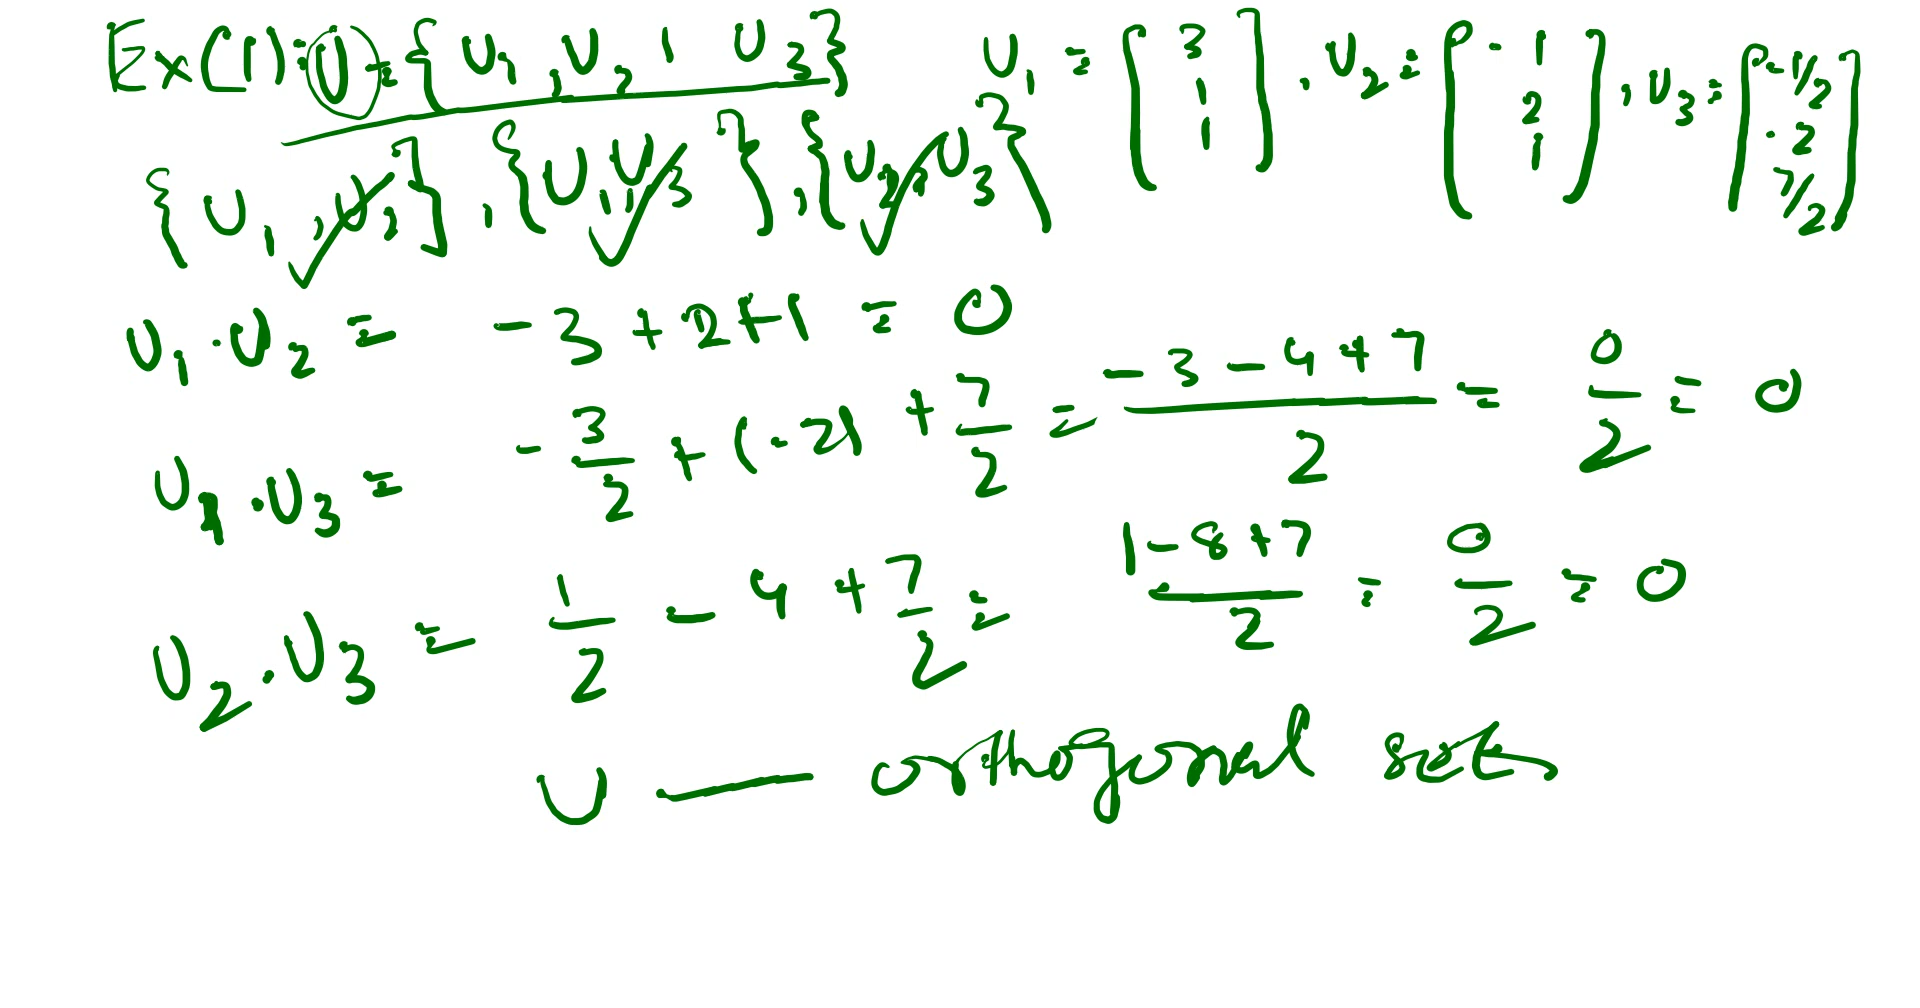 Ex(1): U = {U₁, U₂, U₃} U₁ = [3 1 1], U₂ = [-1 2 1], U₃ = [-1/2 -2 7/2]
{U₁, U₂}, {U₁, U₃}, {U₂, U₃}
U₁ · U₂ = -3 + 2 + 1 = 0
U₁ · U₃ = -3/2 + (-2) + 7/2 = (-3 - 4 + 7)/2 = 0/2 = 0
U₂ · U₃ = 1/2 - 4 + 7/2 = (1 - 8 + 7)/2 = 0/2 = 0
U — orthogonal set